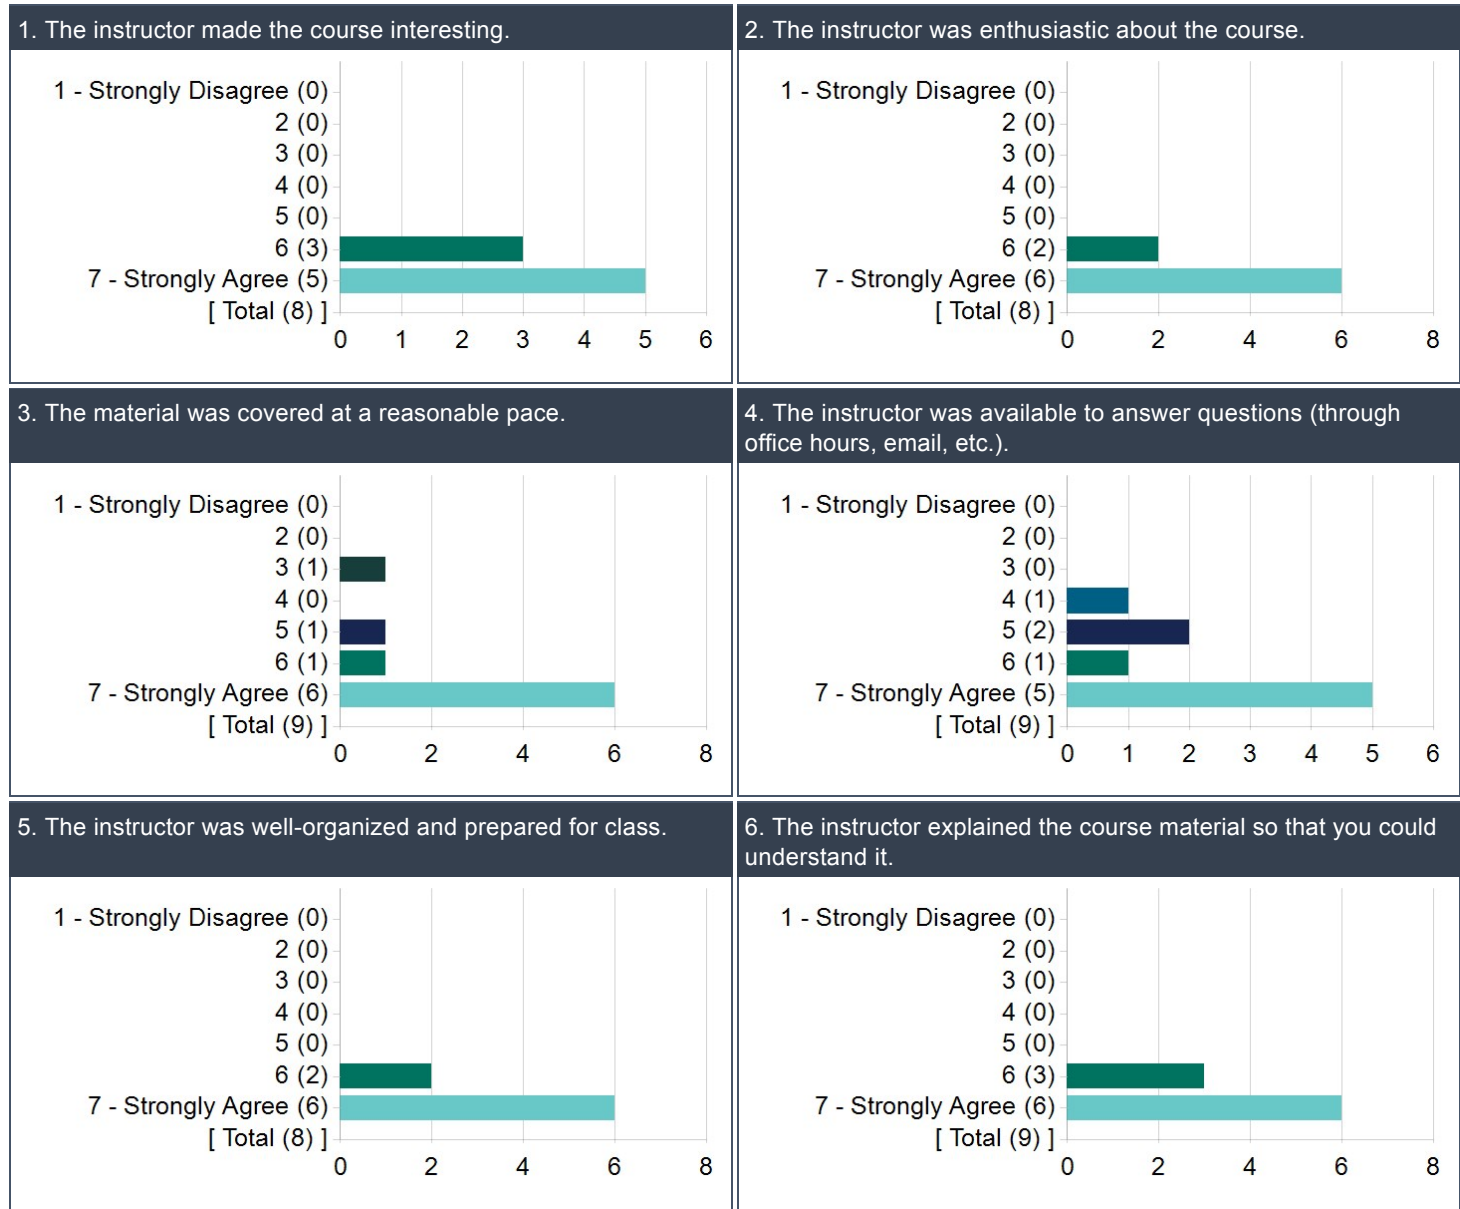 1. The instructor made the course interesting.
1 - Strongly Disagree (0)
2 (0)
3 (0)
4 (0)
5 (0)
6 (3)
7 - Strongly Agree (5)
[ Total (8) ]
0 1 2 3 4 5 6
2. The instructor was enthusiastic about the course.
1 - Strongly Disagree (0)
2 (0)
3 (0)
4 (0)
5 (0)
6 (2)
7 - Strongly Agree (6)
[ Total (8) ]
0 2 4 6 8
3. The material was covered at a reasonable pace.
1 - Strongly Disagree (0)
2 (0)
3 (1)
4 (0)
5 (1)
6 (1)
7 - Strongly Agree (6)
[ Total (9) ]
0 2 4 6 8
4. The instructor was available to answer questions (through
office hours, email, etc.).
1 - Strongly Disagree (0)
2 (0)
3 (0)
4 (1)
5 (2)
6 (1)
7 - Strongly Agree (5)
[ Total (9) ]
0 1 2 3 4 5 6
5. The instructor was well-organized and prepared for class.
1 - Strongly Disagree (0)
2 (0)
3 (0)
4 (0)
5 (0)
6 (2)
7 - Strongly Agree (6)
[ Total (8) ]
0 2 4 6 8
6. The instructor explained the course material so that you could
understand it.
1 - Strongly Disagree (0)
2 (0)
3 (0)
4 (0)
5 (0)
6 (3)
7 - Strongly Agree (6)
[ Total (9) ]
0 2 4 6 8